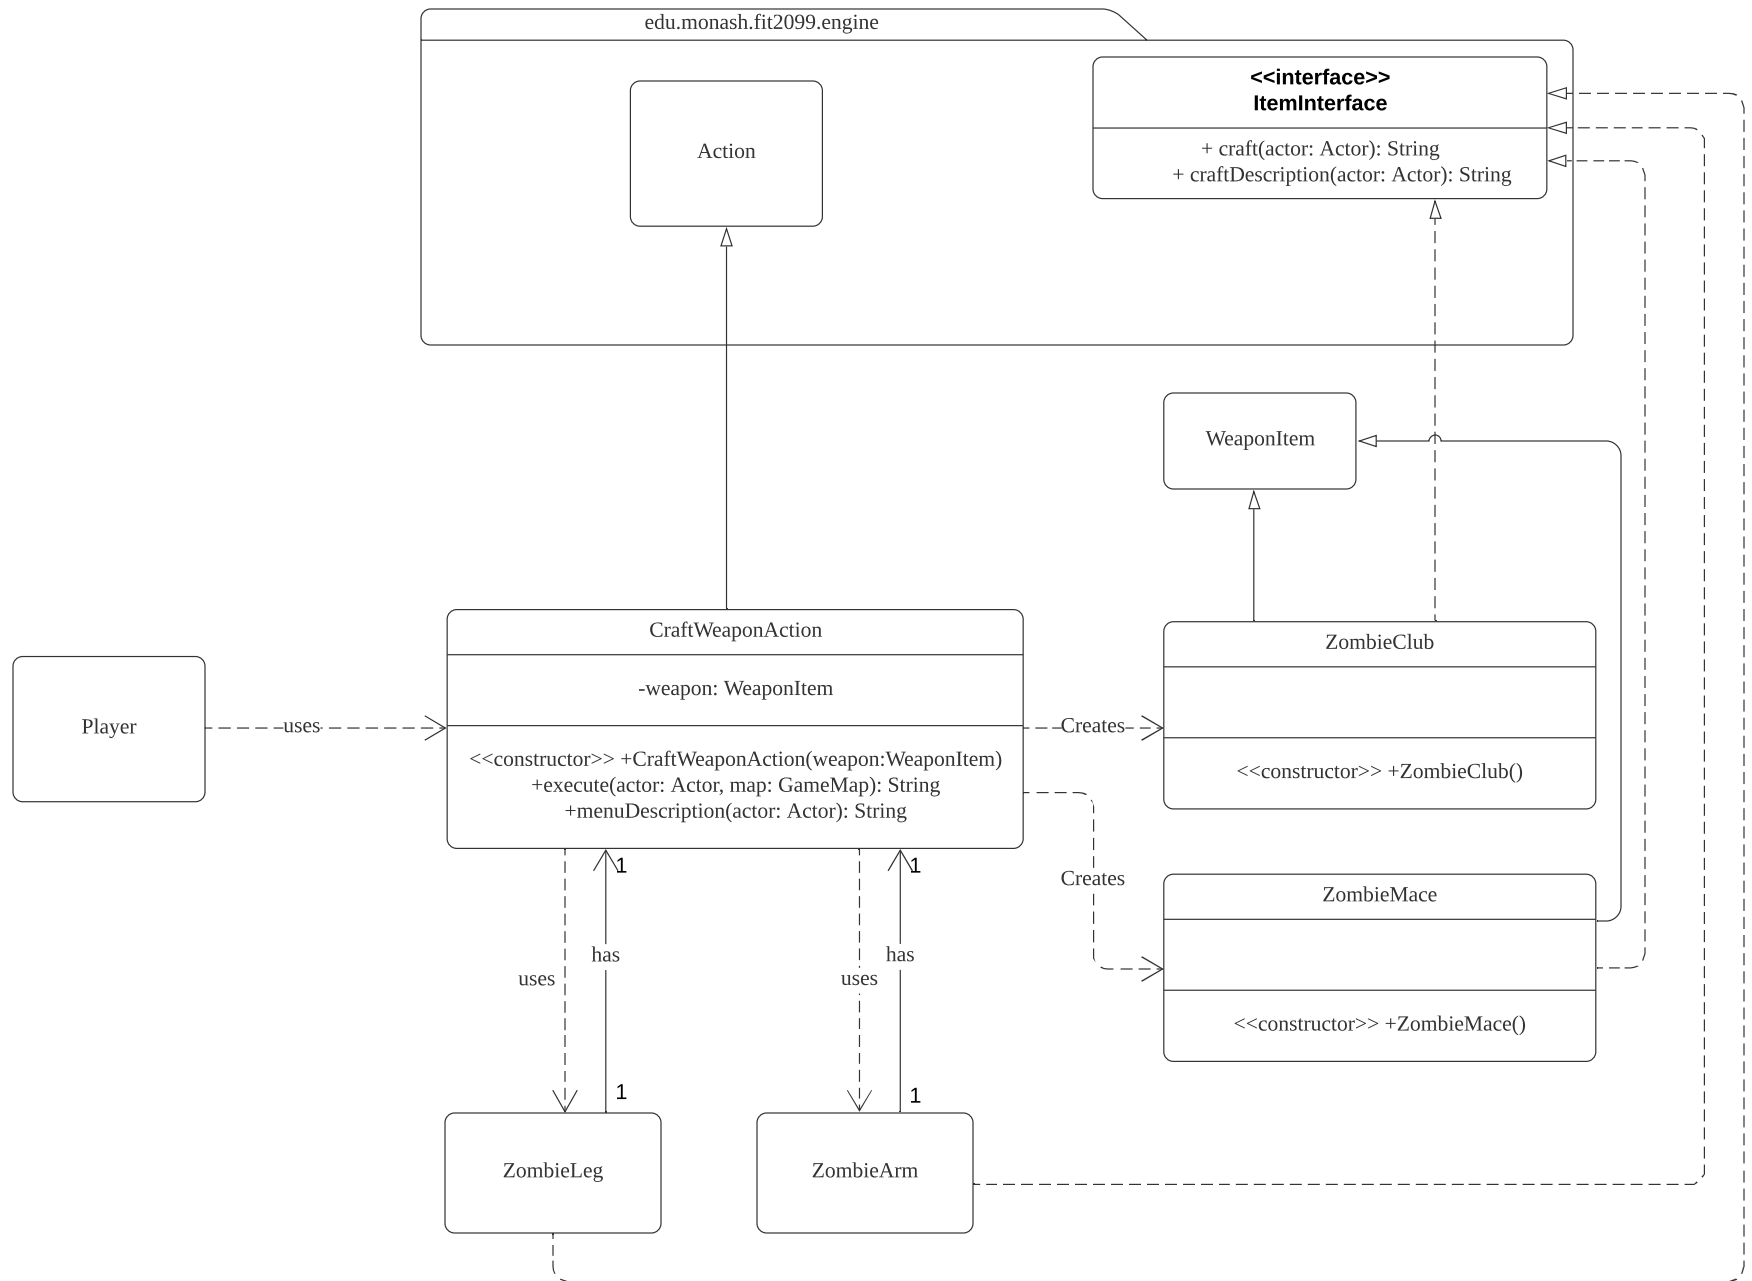 edu.monash.fit2099.engine
Action
<<interface>>
ItemInterface
+ craft(actor: Actor): String
+ craftDescription(actor: Actor): String
WeaponItem
CraftWeaponAction
-weapon: WeaponItem
<<constructor>> +CraftWeaponAction(weapon:WeaponItem)
+execute(actor: Actor, map: GameMap): String
+menuDescription(actor: Actor): String
Player
uses
Creates
ZombieClub
<<constructor>> +ZombieClub()
Creates
ZombieMace
<<constructor>> +ZombieMace()
1
1
has
has
uses
uses
1
1
ZombieLeg
ZombieArm